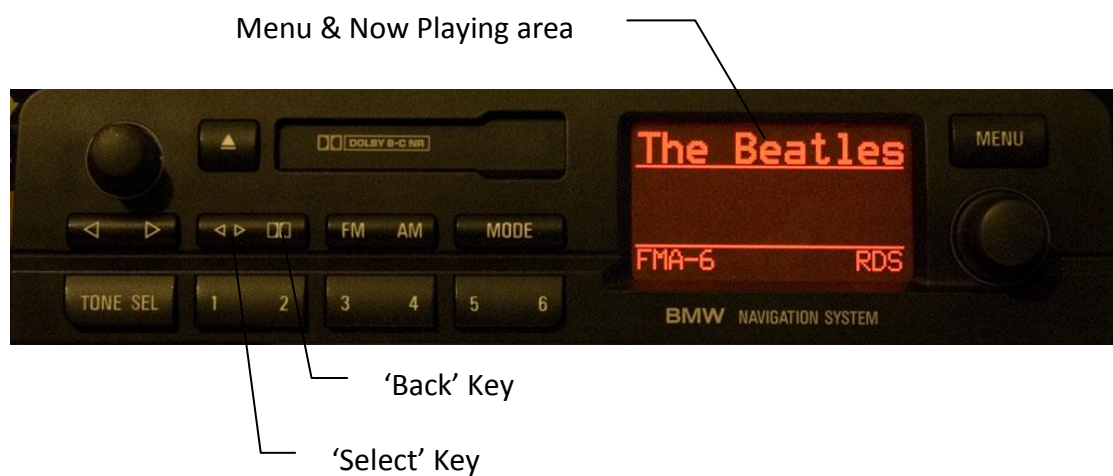 Menu & Now Playing area
DOLBY B-C NR
The Beatles
MENU
FM AM
MODE
FMA-6 RDS
TONE SEL 1 2 3 4 5 6
BMW NAVIGATION SYSTEM
‘Back’ Key
‘Select’ Key